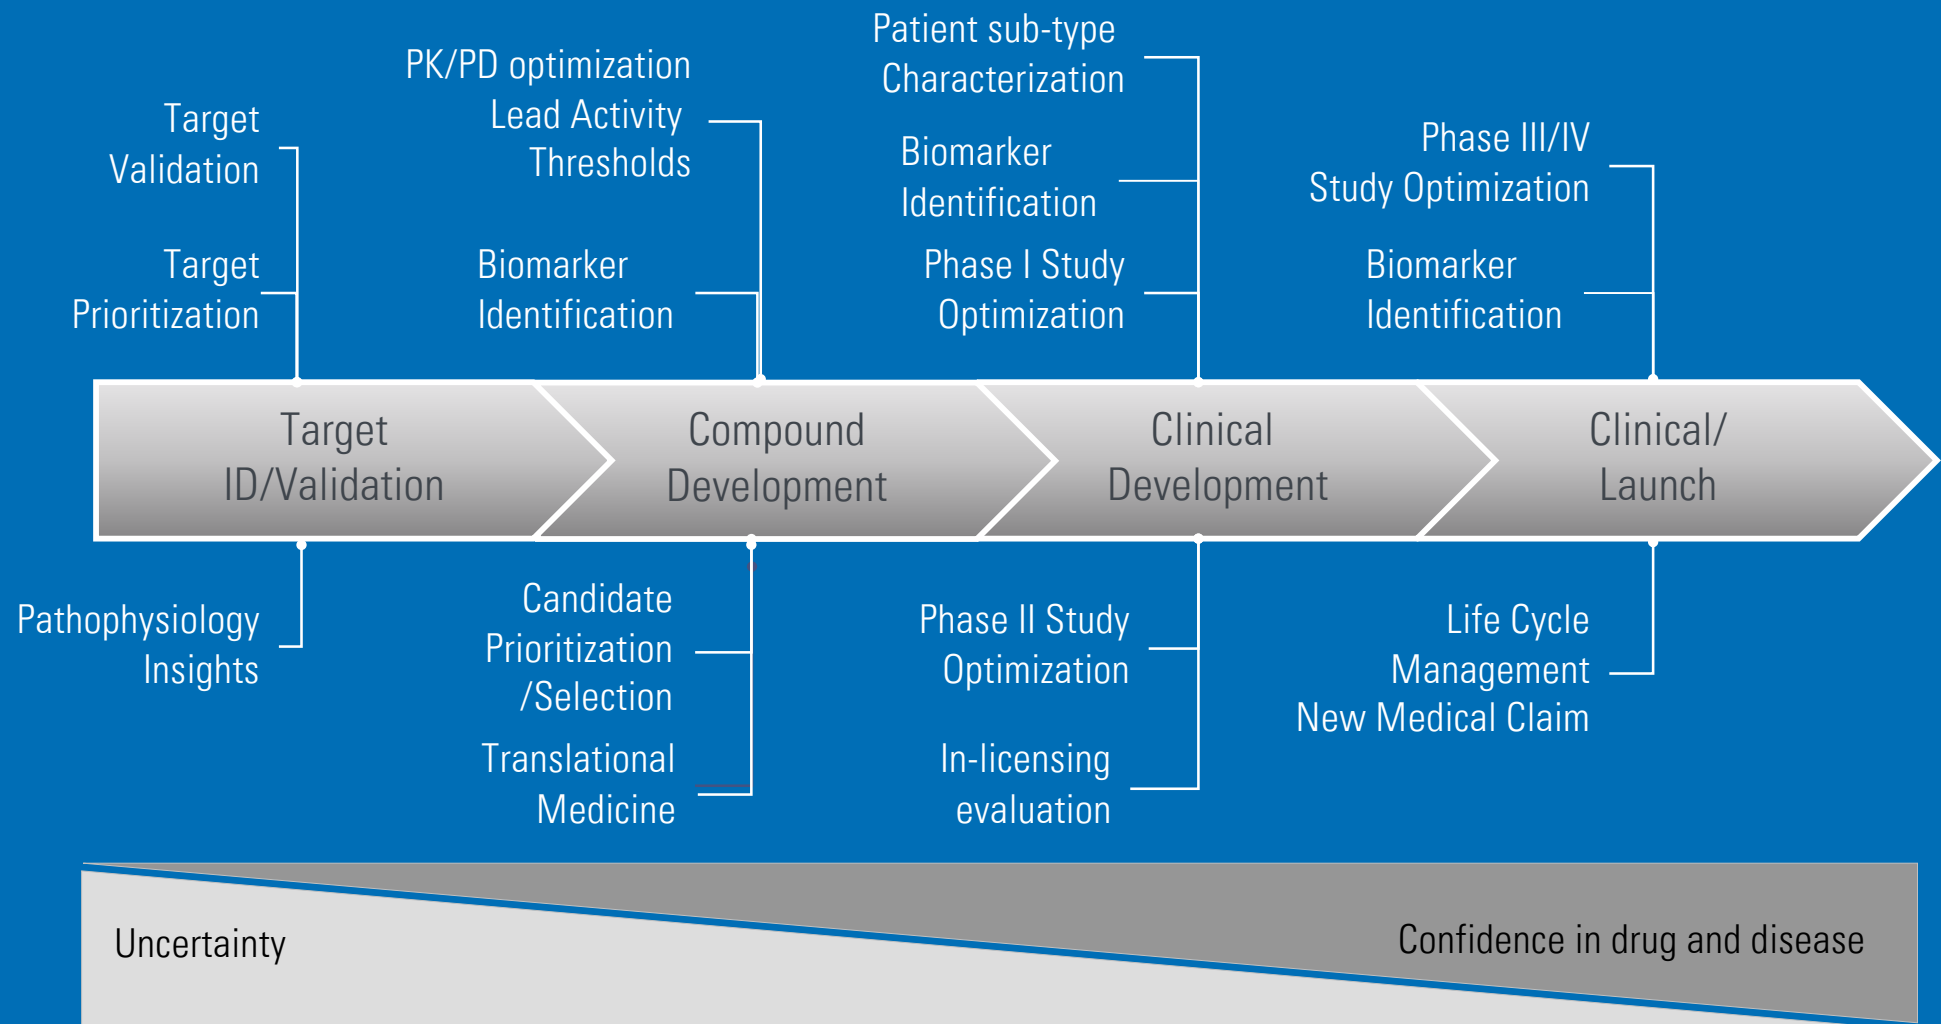 Target
Validation
Target
Prioritization
PK/PD optimization
Lead Activity
Thresholds
Biomarker
Identification
Patient sub-type
Characterization
Biomarker
Identification
Phase I Study
Optimization
Phase III/IV
Study Optimization
Biomarker
Identification
Target
ID/Validation
Compound
Development
Clinical
Development
Clinical/
Launch
Pathophysiology
Insights
Candidate
Prioritization
/Selection
Translational
Medicine
Phase II Study
Optimization
In-licensing
evaluation
Life Cycle
Management
New Medical Claim
Uncertainty
Confidence in drug and disease